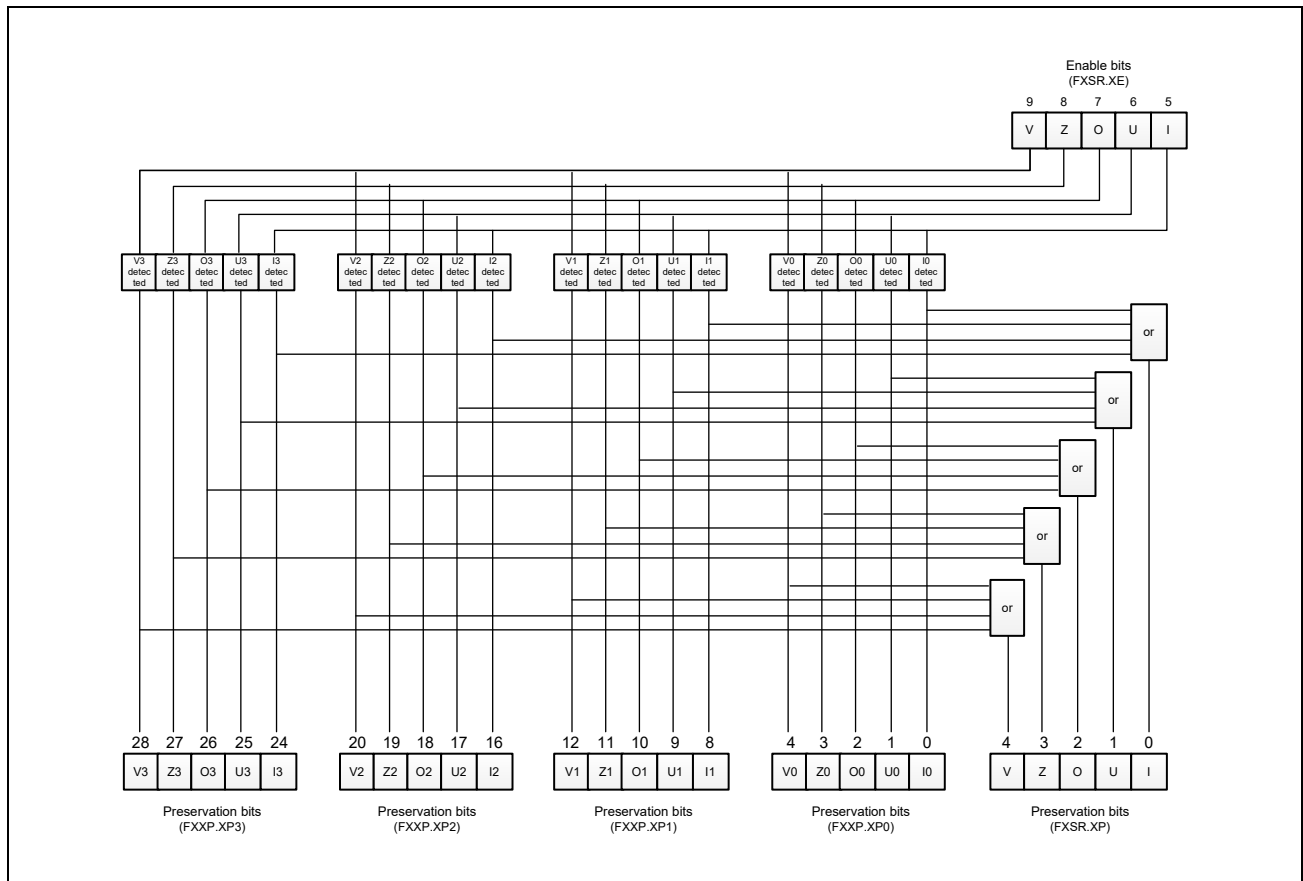 Enable bits
(FXSR.XE)
9 8 7 6 5
V Z O U I
V3 Z3 O3 U3 I3 V2 Z2 O2 U2 I2 V1 Z1 O1 U1 I1 V0 Z0 O0 U0 I0
detec detec detec detec detec detec detec detec detec detec detec detec detec detec detec detec detec detec detec detec
ted ted ted ted ted ted ted ted ted ted ted ted ted ted ted ted ted ted ted ted
or
or
or
or
or
28 27 26 25 24 20 19 18 17 16 12 11 10 9 8 4 3 2 1 0 4 3 2 1 0
V3 Z3 O3 U3 I3 V2 Z2 O2 U2 I2 V1 Z1 O1 U1 I1 V0 Z0 O0 U0 I0 V Z O U I
Preservation bits Preservation bits Preservation bits Preservation bits Preservation bits
(FXXP.XP3) (FXXP.XP2) (FXXP.XP1) (FXXP.XP0) (FXSR.XP)